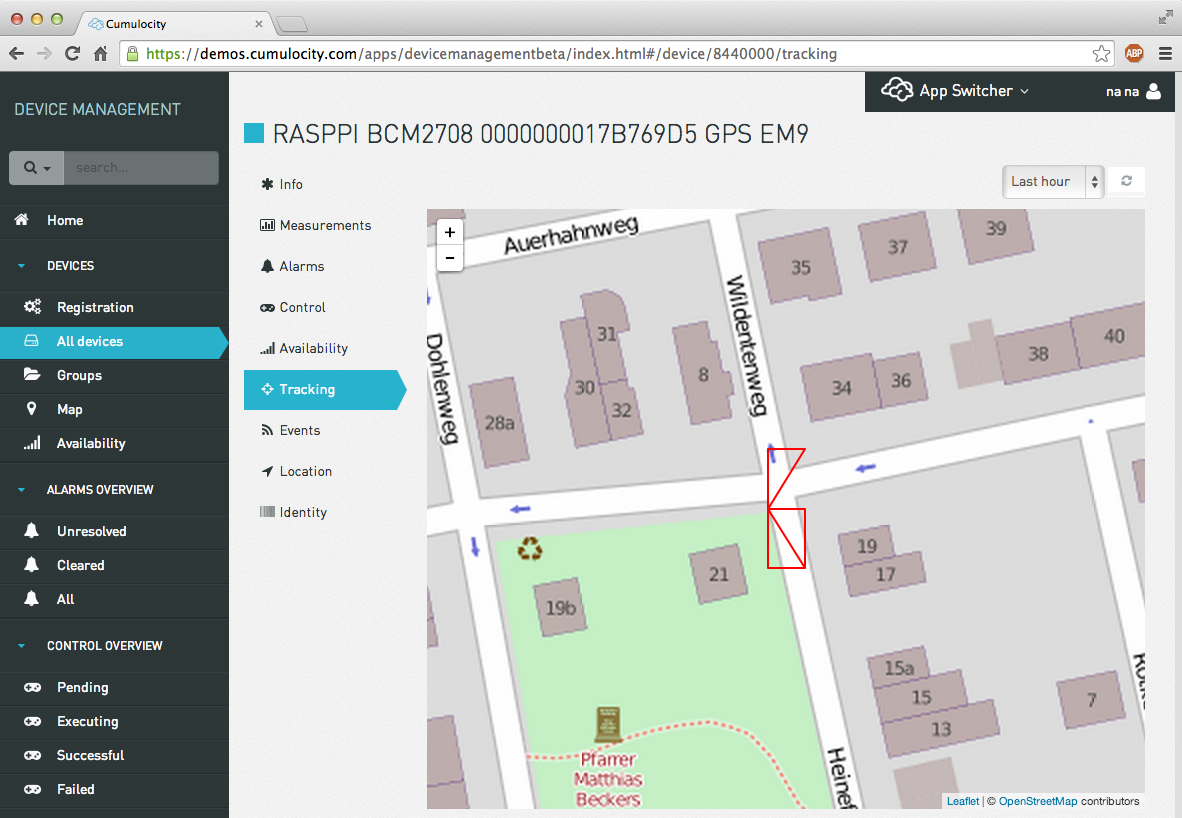 Cumulocity
https://demos.cumulocity.com/apps/devicemanagementbeta/index.html#/device/8440000/tracking
ABP
DEVICE MANAGEMENT
search...
Home
DEVICES
Registration
All devices
Groups
Map
Availability
ALARMS OVERVIEW
Unresolved
Cleared
All
CONTROL OVERVIEW
Pending
Executing
Successful
Failed
App Switcher
na na
RASPPI BCM2708 0000000017B769D5 GPS EM9
Info
Measurements
Alarms
Control
Availability
Tracking
Events
Location
Identity
Last hour
+
-
Auerhahnweg
Wildentenweg
Dohlenweg
35
37
39
31
30
32
8
28a
34
36
38
40
19
17
21
19b
15a
15
13
7
Pfarrer
Matthias
Beckers
Leaflet | © OpenStreetMap contributors